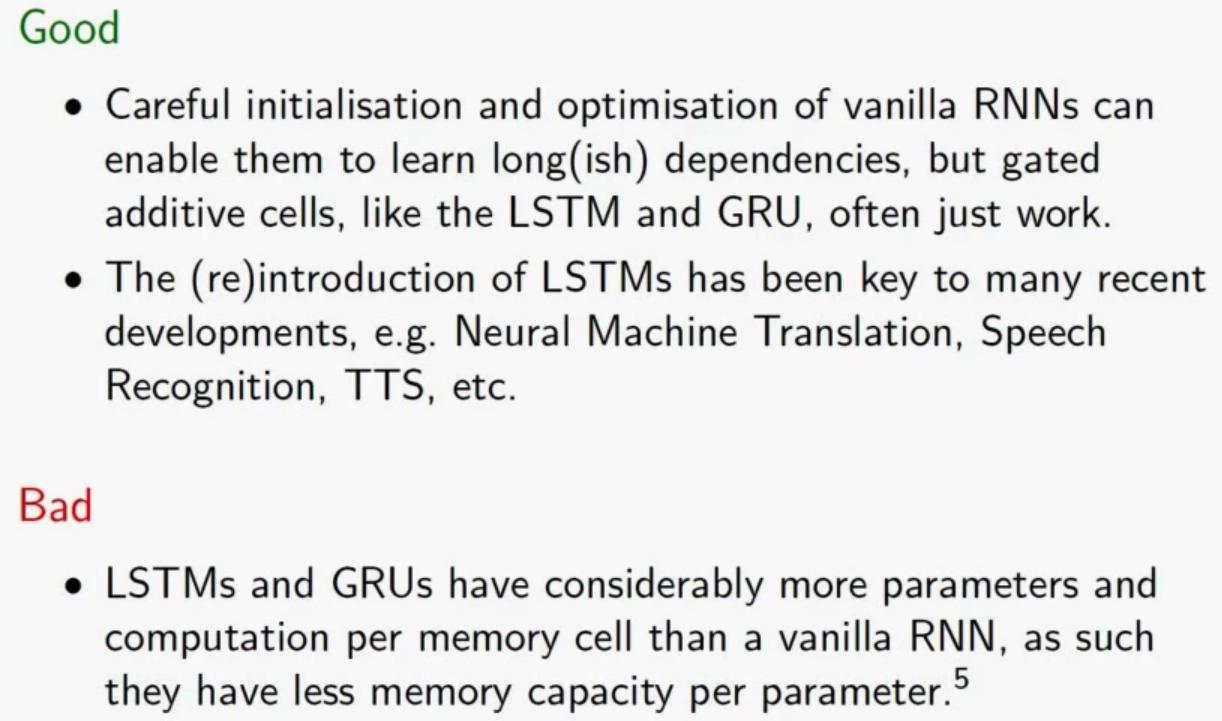 Good
• Careful initialisation and optimisation of vanilla RNNs can
enable them to learn long(ish) dependencies, but gated
additive cells, like the LSTM and GRU, often just work.
• The (re)introduction of LSTMs has been key to many recent
developments, e.g. Neural Machine Translation, Speech
Recognition, TTS, etc.
Bad
• LSTMs and GRUs have considerably more parameters and
computation per memory cell than a vanilla RNN, as such
they have less memory capacity per parameter.⁵